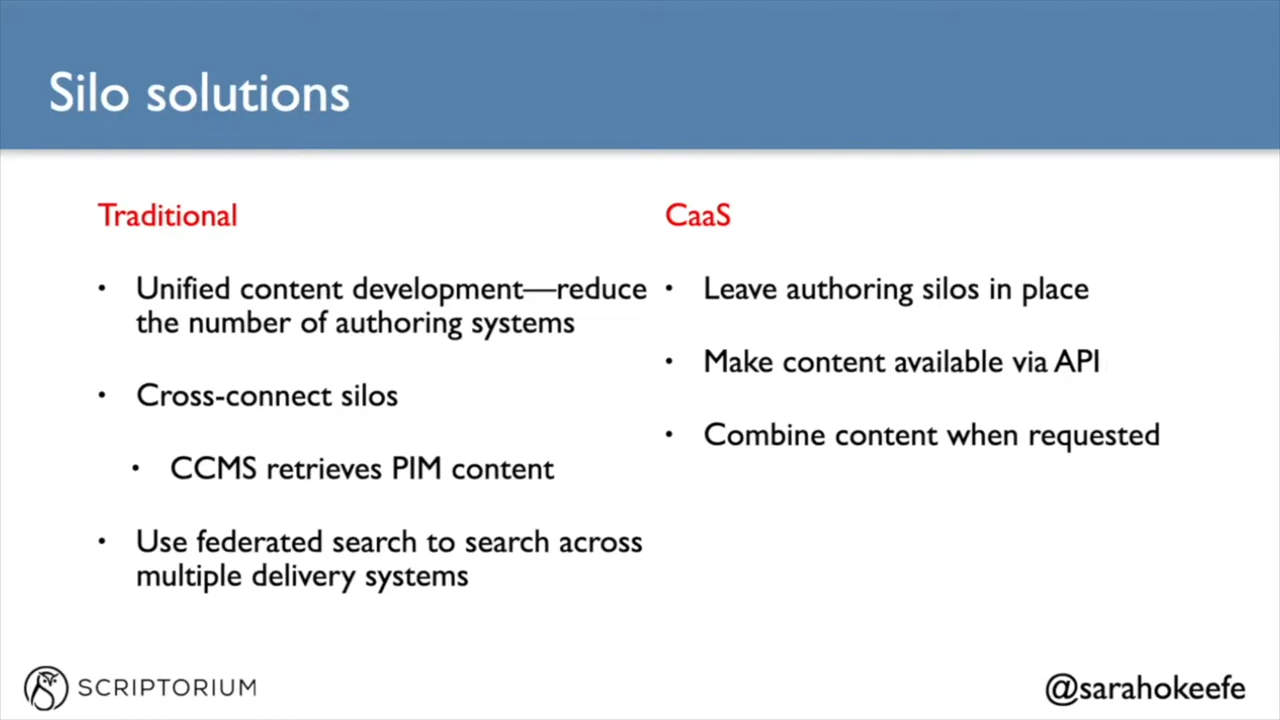 Silo solutions
Traditional
• Unified content development—reduce
the number of authoring systems
• Cross-connect silos
• CCMS retrieves PIM content
• Use federated search to search across
multiple delivery systems
CaaS
• Leave authoring silos in place
• Make content available via API
• Combine content when requested
SCRIPTORIUM
@sarahokeefe